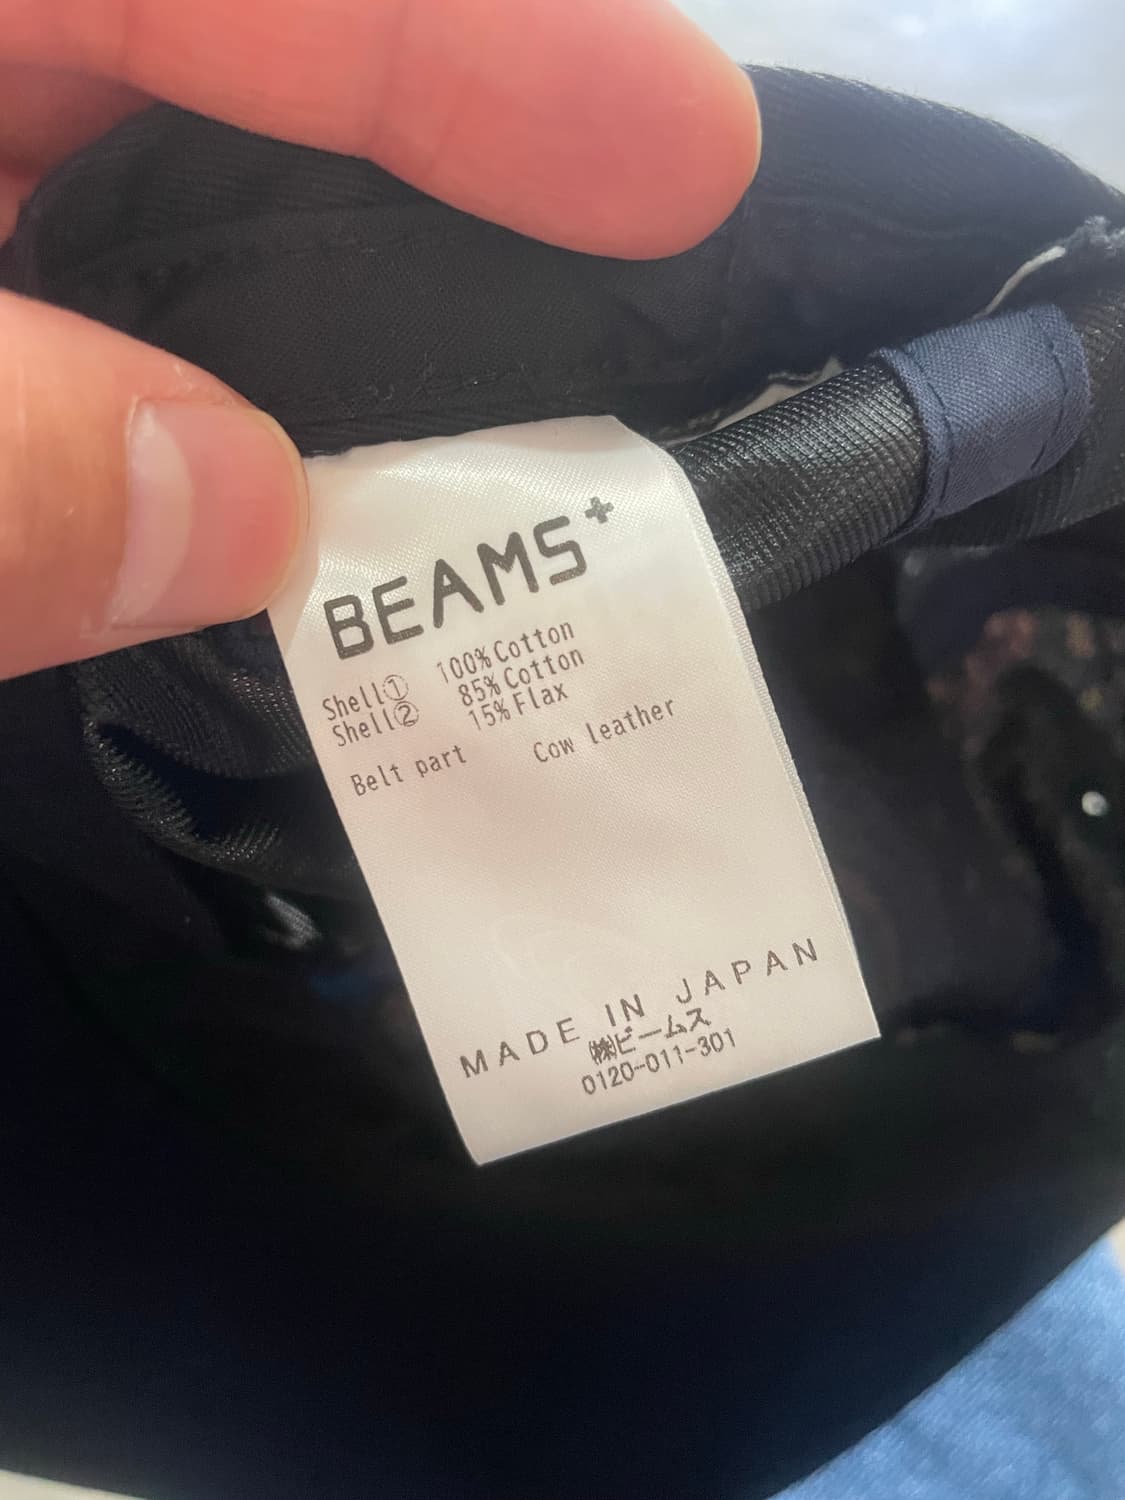 BEAMS+
Shell① 100% Cotton
Shell② 85% Cotton
15% Flax
Belt part Cow leather
MADE IN JAPAN
㈱ビームス
0120-011-301